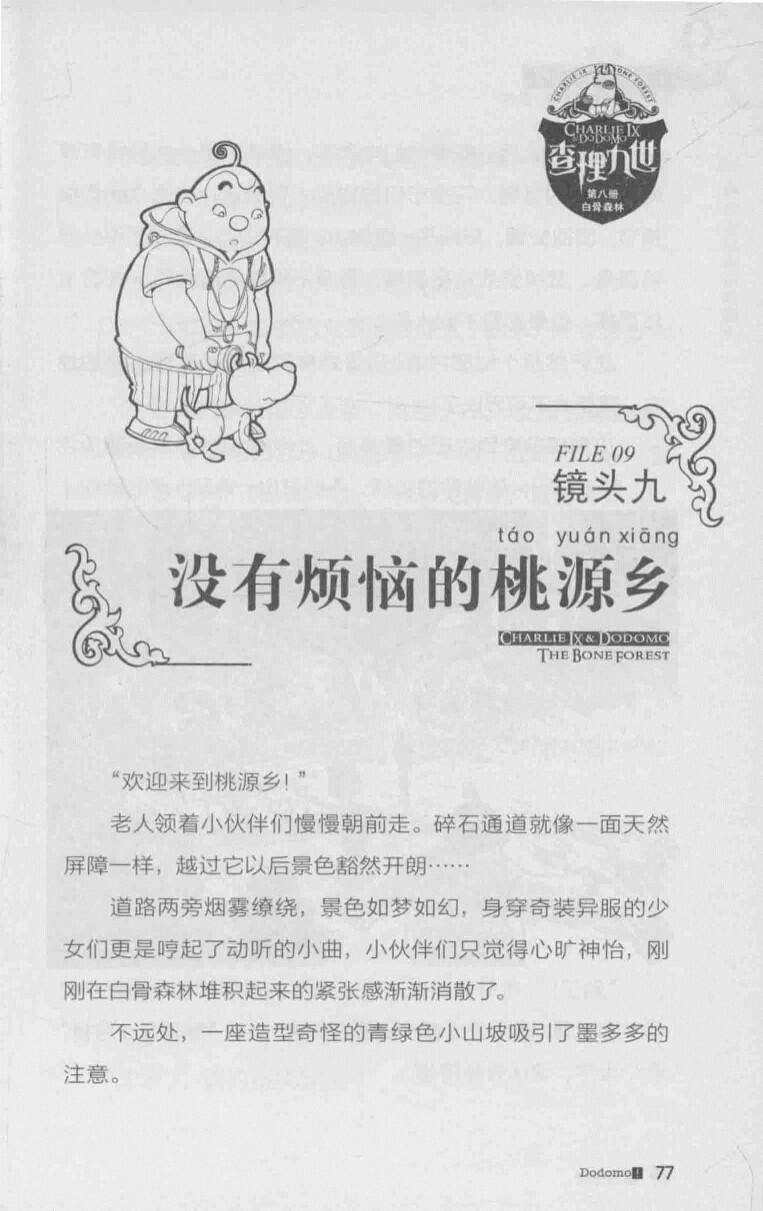 CHARLIE IX BONE FOREST
CHARLIE IX
& DODOMO
查理九世
第八册
白骨森林
FILE 09
镜头九
táo yuán xiāng
没有烦恼的桃源乡
CHARLIE IX & DODOMO
THE BONE FOREST
“欢迎来到桃源乡！”
老人领着小伙伴们慢慢朝前走。碎石通道就像一面天然
屏障一样，越过它以后景色豁然开朗……
道路两旁烟雾缭绕，景色如梦如幻，身穿奇装异服的少
女们更是哼起了动听的小曲，小伙伴们只觉得心旷神怡，刚
刚在白骨森林堆积起来的紧张感渐渐消散了。
不远处，一座造型奇怪的青绿色小山坡吸引了墨多多的
注意。
Dodomo! 77